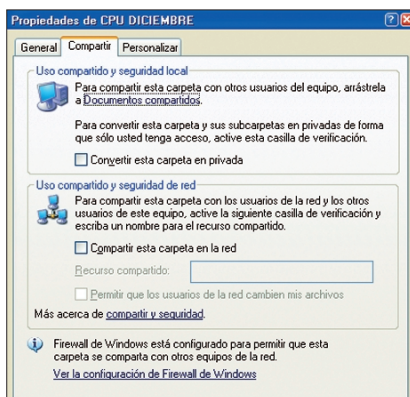 Propiedades de CPU DICIEMBRE
General
Compartir
Personalizar
Uso compartido y seguridad local
Para compartir esta carpeta con otros usuarios del equipo, arrástrela
a Documentos compartidos.
Para convertir esta carpeta y sus subcarpetas en privadas de forma
que sólo usted tenga acceso, active esta casilla de verificación.
Convertir esta carpeta en privada
Uso compartido y seguridad de red
Para compartir esta carpeta con los usuarios de la red y los otros
usuarios de este equipo, active la siguiente casilla de verificación y
escriba un nombre para el recurso compartido.
Compartir esta carpeta en la red
Recurso compartido:
Permitir que los usuarios de la red cambien mis archivos
Más acerca de compartir y seguridad.
Firewall de Windows está configurado para permitir que esta
carpeta se comparta con otros equipos de la red.
Ver la configuración de Firewall de Windows